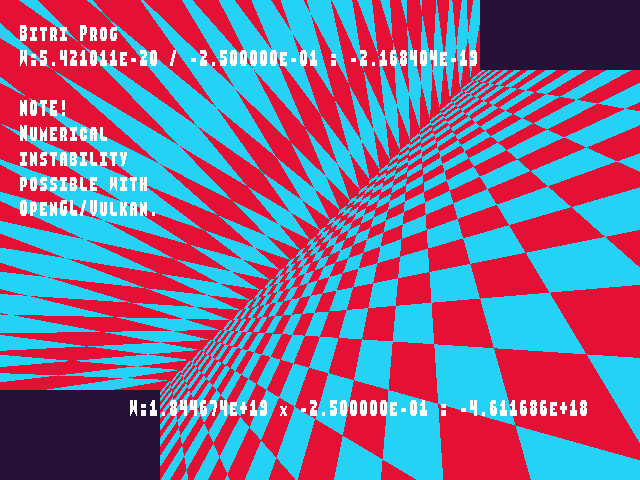 Bitri Prog
W:5.421011e-20 / -2.500000e-01 : -2.168404e-19
NOTE!
Numerical
instability
possible with
OpenGL/Vulkan.
W:1.844674e+19 x -2.500000e-01 : -4.611686e+18